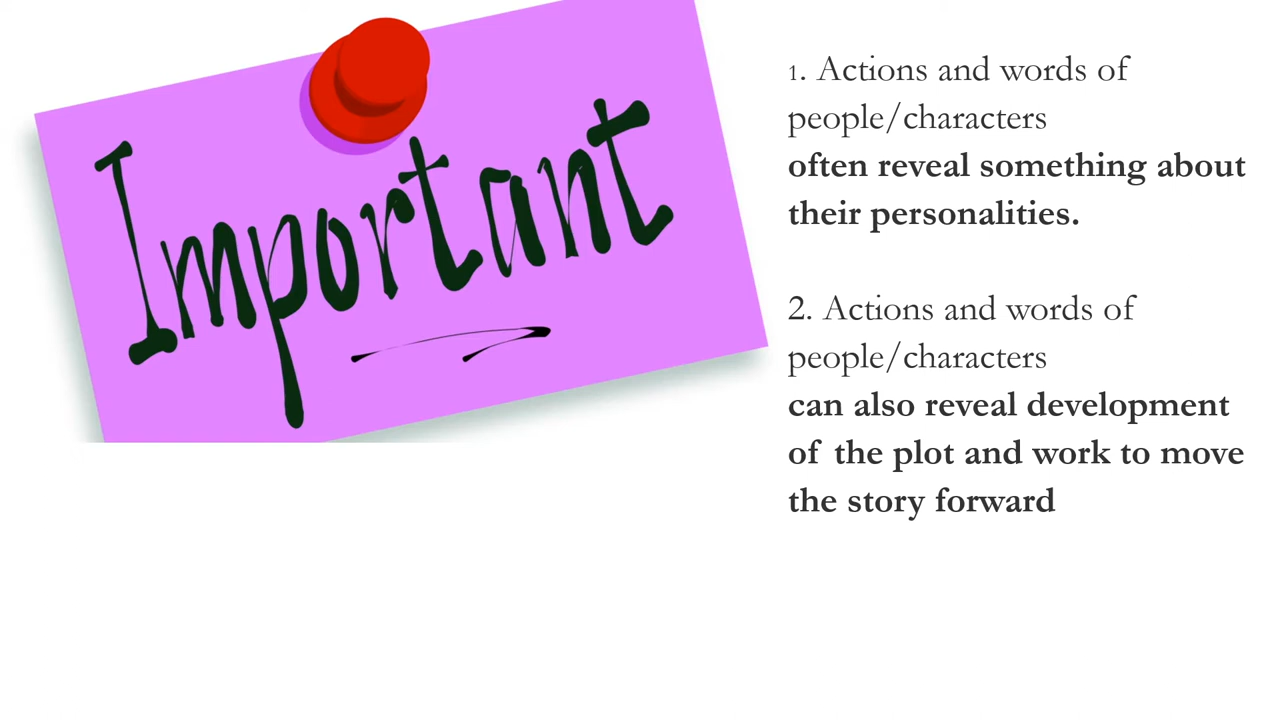 Important
1. Actions and words of
people/characters
often reveal something about
their personalities.
2. Actions and words of
people/characters
can also reveal development
of the plot and work to move
the story forward